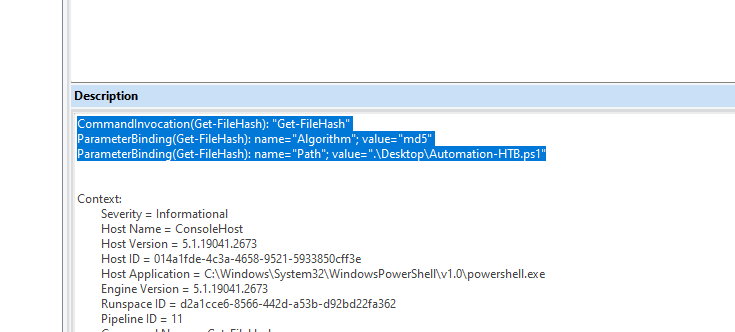 Description
CommandInvocation(Get-FileHash): "Get-FileHash"
ParameterBinding(Get-FileHash): name="Algorithm"; value="md5"
ParameterBinding(Get-FileHash): name="Path"; value=".\Desktop\Automation-HTB.ps1"
Context:
Severity = Informational
Host Name = ConsoleHost
Host Version = 5.1.19041.2673
Host ID = 014a1fde-4c3a-4658-9521-5933850cff3e
Host Application = C:\Windows\System32\WindowsPowerShell\v1.0\powershell.exe
Engine Version = 5.1.19041.2673
Runspace ID = d2a1cce6-8566-442d-a53b-d92bd22fa362
Pipeline ID = 11